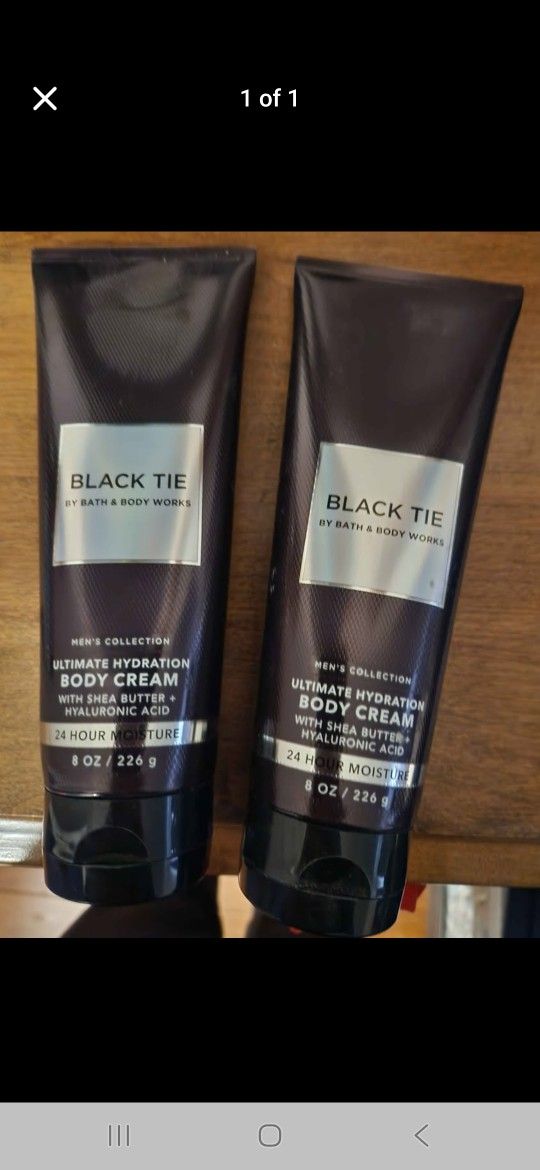 1 of 1
BLACK TIE
BY BATH & BODY WORKS
MEN'S COLLECTION
ULTIMATE HYDRATION
BODY CREAM
WITH SHEA BUTTER +
HYALURONIC ACID
24 HOUR MOISTURE
8 OZ / 226 g
BLACK TIE
BY BATH & BODY WORKS
MEN'S COLLECTION
ULTIMATE HYDRATION
BODY CREAM
WITH SHEA BUTTER +
HYALURONIC ACID
24 HOUR MOISTURE
8 OZ / 226 g